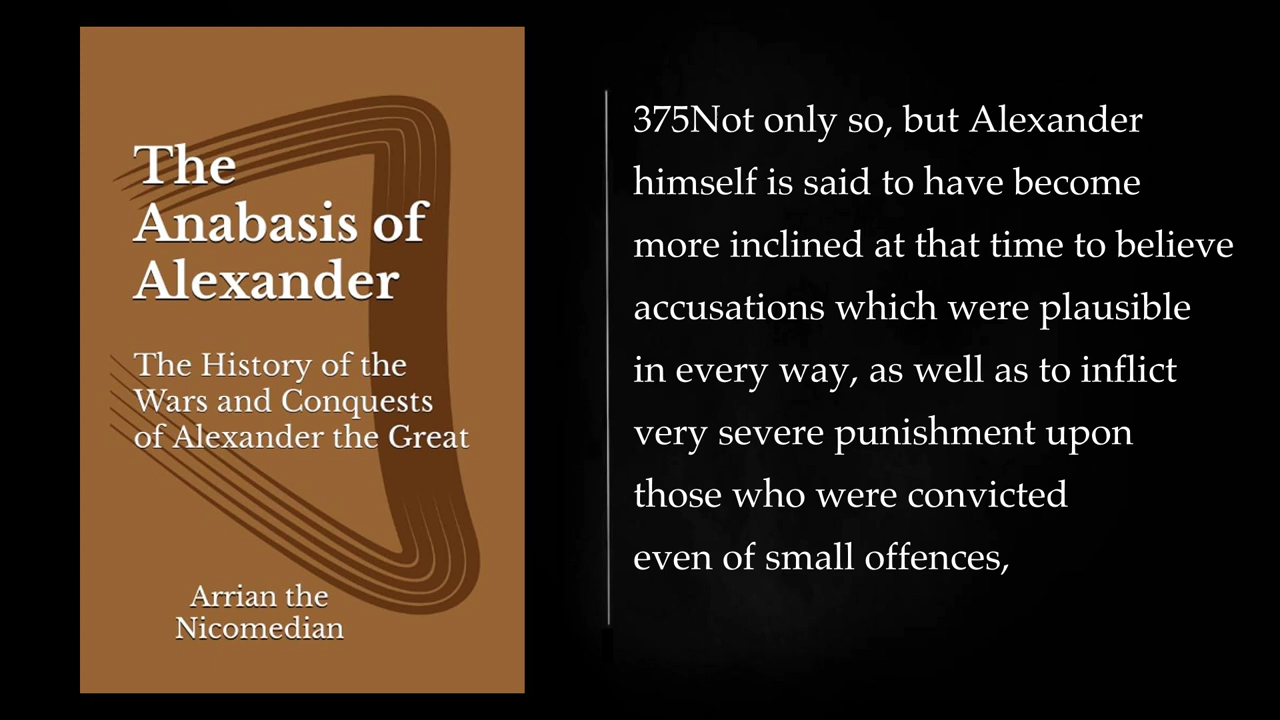 The
Anabasis of
Alexander
The History of the
Wars and Conquests
of Alexander the Great
Arrian the
Nicomedian
375Not only so, but Alexander
himself is said to have become
more inclined at that time to believe
accusations which were plausible
in every way, as well as to inflict
very severe punishment upon
those who were convicted
even of small offences,